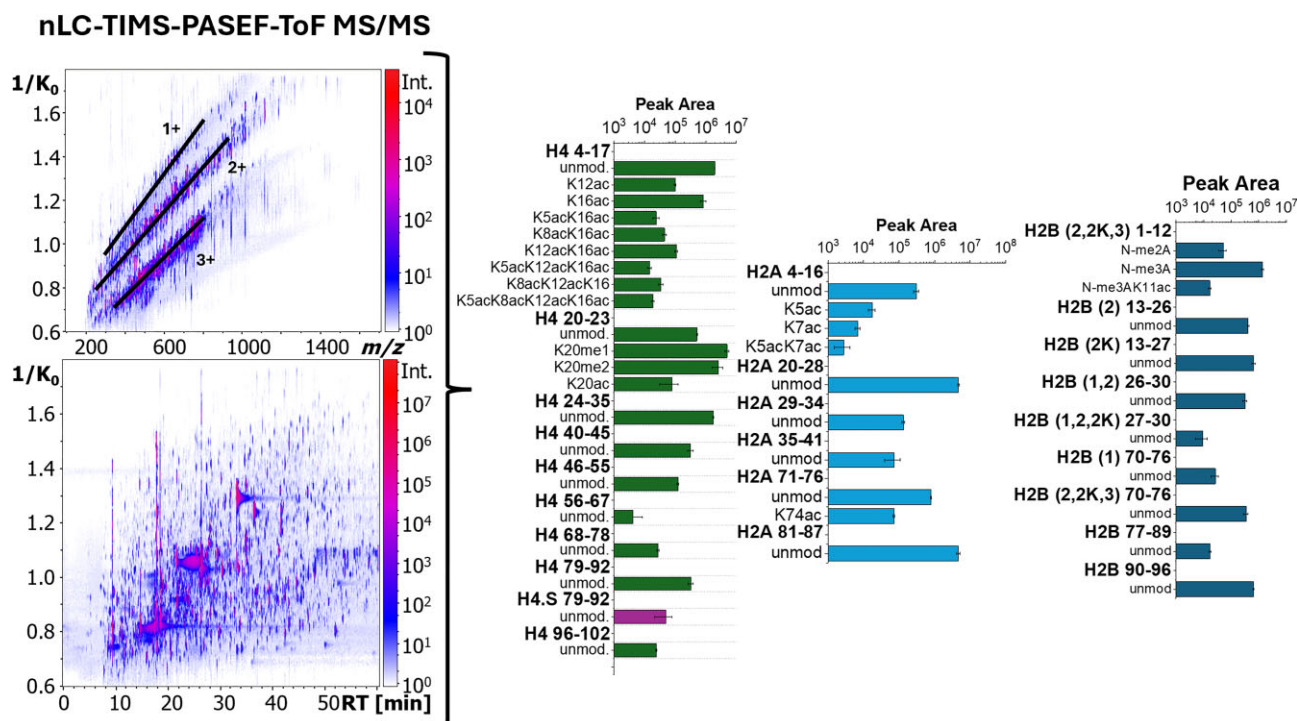 nLC-TIMS-PASEF-ToF MS/MS
1/K0
Int.
1.6
1.4
1.2
1.0
0.8
0.6
10^4
10^3
10^2
10^1
10^0
1+
2+
3+
200 600 1000 1400
m/z
1/K0
Int.
1.6
1.4
1.2
1.0
0.8
0.6
10^7
10^6
10^5
10^4
10^3
10^2
10^1
10^0
0 10 20 30 40 50
RT [min]
Peak Area
10^3 10^4 10^5 10^6 10^7
H4 4-17
unmod.
K12ac
K16ac
K5acK16ac
K8acK16ac
K12acK16ac
K5acK12acK16ac
K8acK12acK16
K5acK8acK12acK16ac
H4 20-23
unmod.
K20me1
K20me2
K20ac
H4 24-35
unmod.
H4 40-45
unmod.
H4 46-55
unmod.
H4 56-67
unmod.
H4 68-78
unmod.
H4 79-92
unmod.
H4.S 79-92
unmod.
H4 96-102
unmod.
Peak Area
10^3 10^4 10^5 10^6 10^7 10^8
H2A 4-16
unmod
K5ac
K7ac
K5acK7ac
H2A 20-28
unmod
H2A 29-34
unmod
H2A 35-41
unmod
H2A 71-76
unmod
K74ac
H2A 81-87
unmod
Peak Area
10^3 10^4 10^5 10^6 10^7
H2B (2,2K,3) 1-12
N-me2A
N-me3A
N-me3AK11ac
H2B (2) 13-26
unmod
H2B (2K) 13-27
unmod
H2B (1,2) 26-30
unmod
H2B (1,2,2K) 27-30
unmod
H2B (1) 70-76
unmod
H2B (2,2K,3) 70-76
unmod
H2B 77-89
unmod
H2B 90-96
unmod